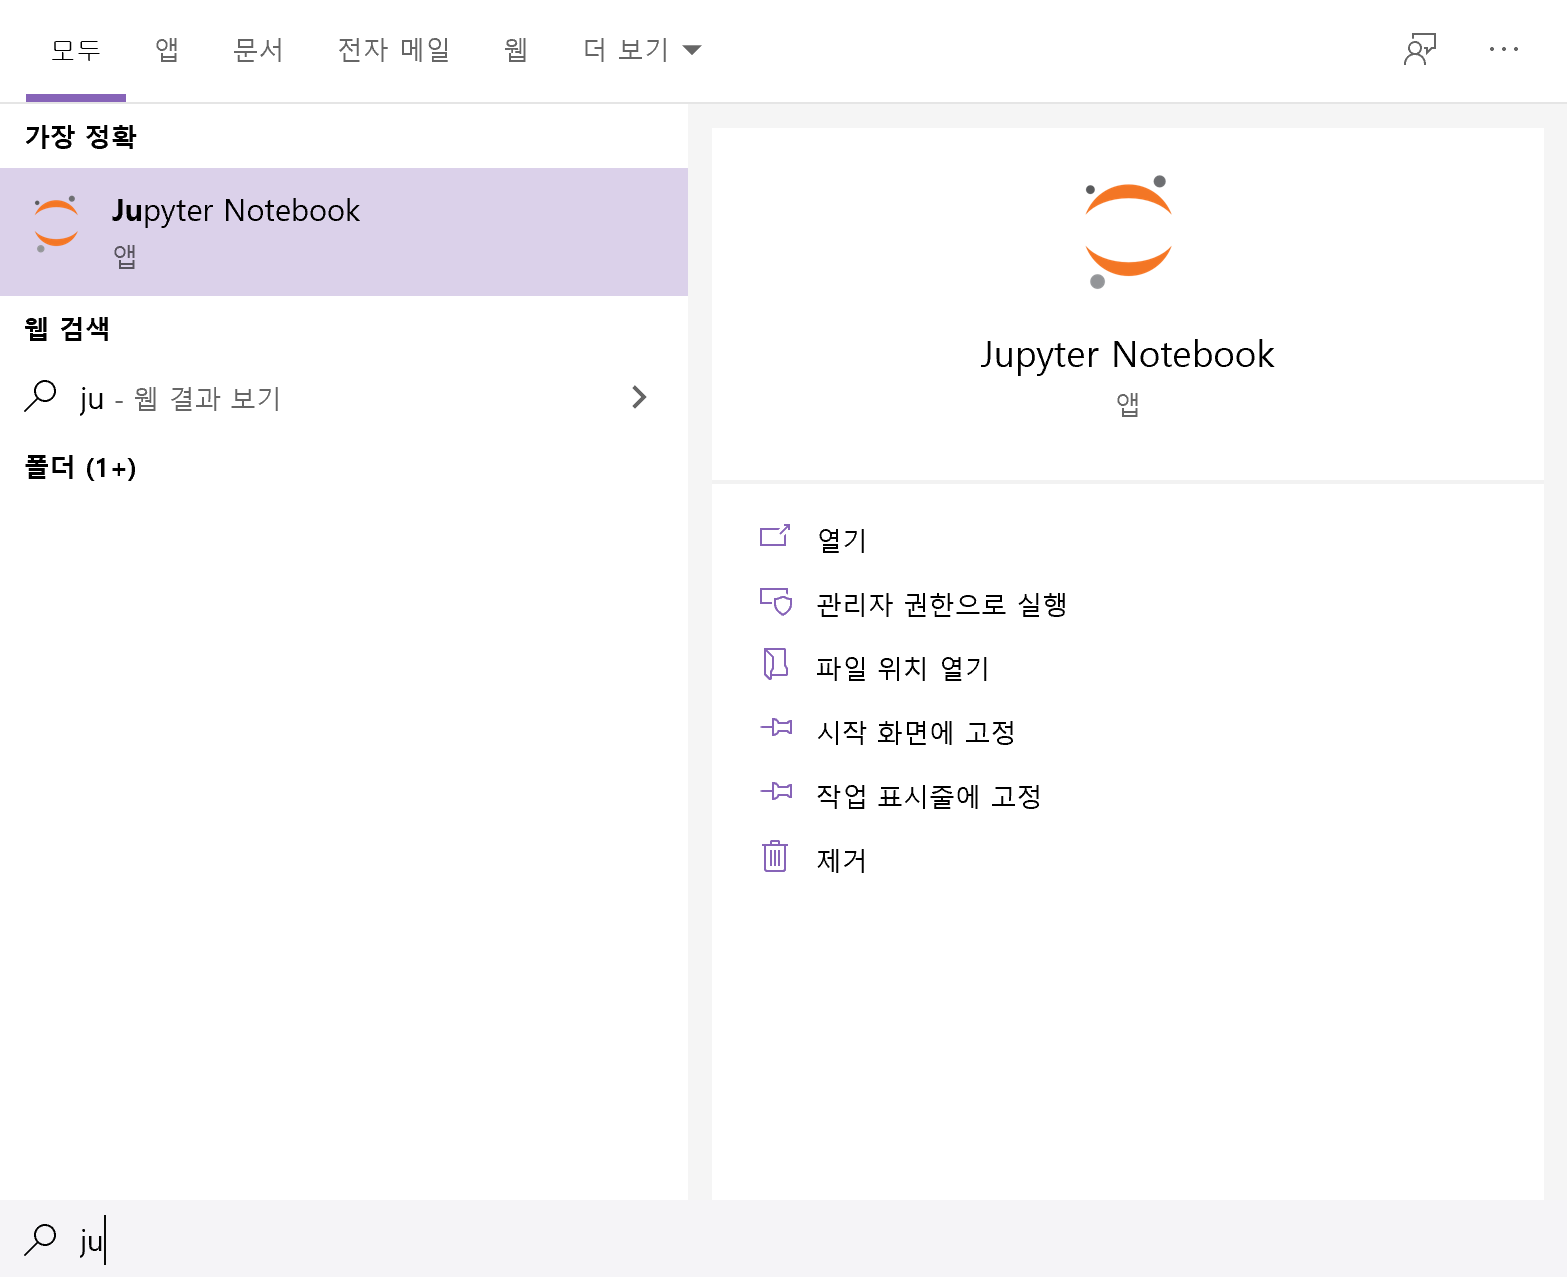 모두 앱 문서 전자 메일 웹 더 보기
가장 정확
Jupyter Notebook
앱
웹 검색
ju - 웹 결과 보기
폴더 (1+)
Jupyter Notebook
앱
열기
관리자 권한으로 실행
파일 위치 열기
시작 화면에 고정
작업 표시줄에 고정
제거
ju